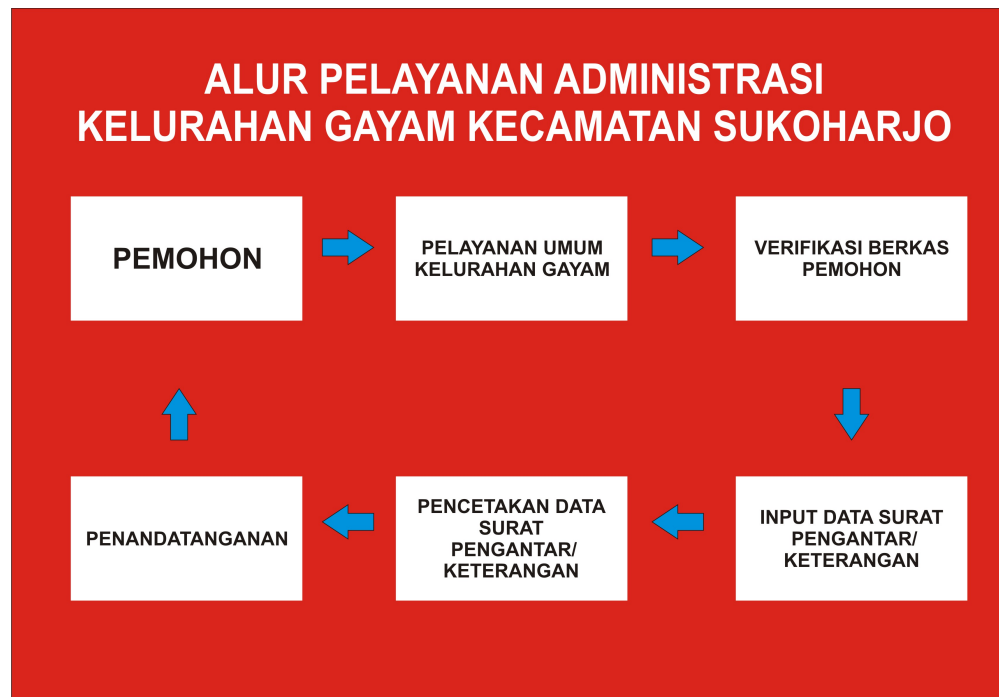 ALUR PELAYANAN ADMINISTRASI
KELURAHAN GAYAM KECAMATAN SUKOHARJO
PEMOHON
PELAYANAN UMUM
KELURAHAN GAYAM
VERIFIKASI BERKAS
PEMOHON
INPUT DATA SURAT
PENGANTAR/
KETERANGAN
PENCETAKAN DATA
SURAT
PENGANTAR/
KETERANGAN
PENANDATANGANAN